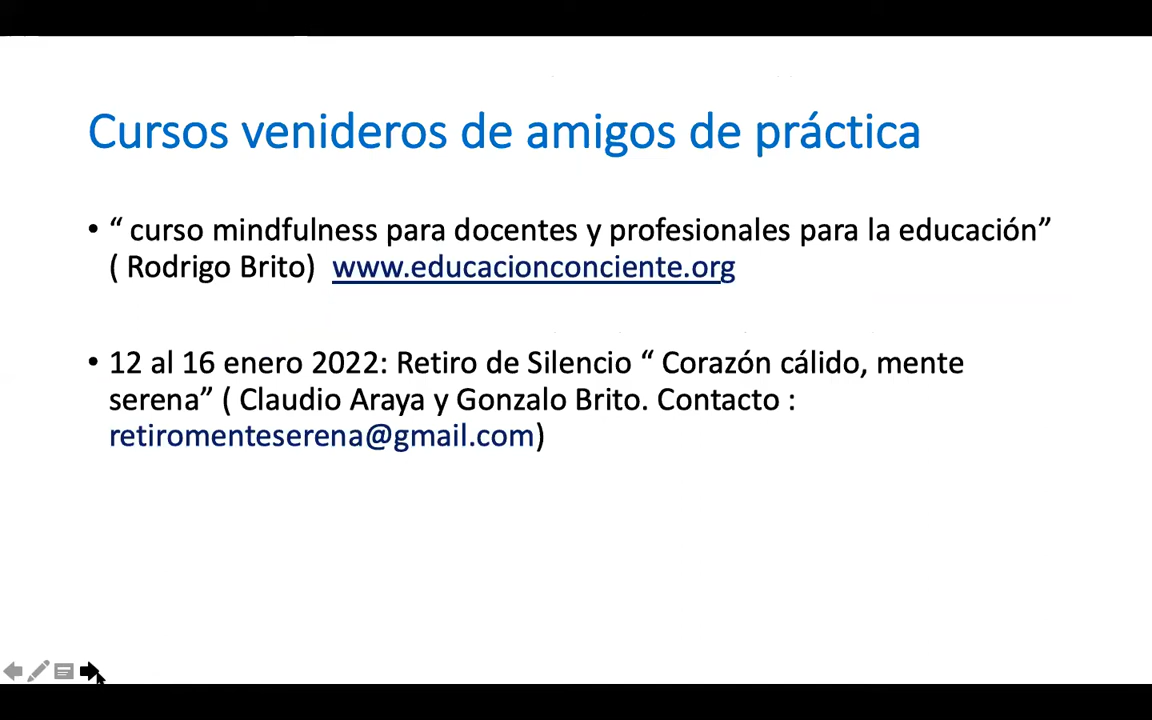 Cursos venideros de amigos de práctica
• “ curso mindfulness para docentes y profesionales para la educación”
( Rodrigo Brito)  www.educacionconciente.org
• 12 al 16 enero 2022: Retiro de Silencio “ Corazón cálido, mente
serena” ( Claudio Araya y Gonzalo Brito. Contacto :
retiromenteserena@gmail.com)